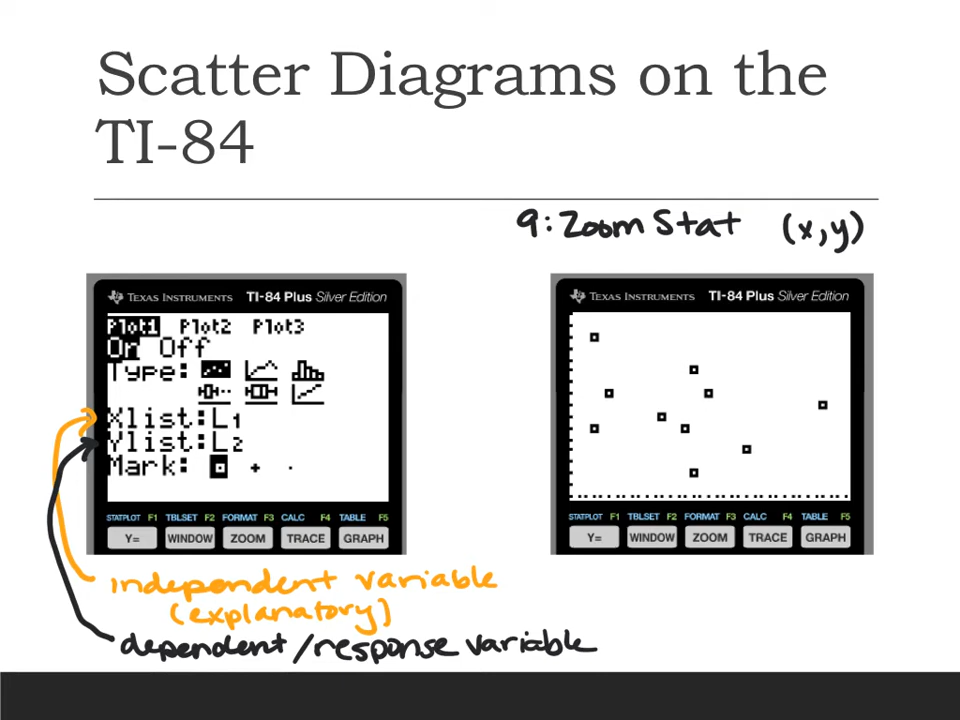 Scatter Diagrams on the
TI-84
9: Zoom Stat (x,y)
TEXAS INSTRUMENTS TI-84 Plus Silver Edition
Plot1 Plot2 Plot3
On Off
Type:
Xlist:L1
Ylist:L2
Mark: + ·
STATPLOT F1 TBLSET F2 FORMAT F3 CALC F4 TABLE F5
Y= WINDOW ZOOM TRACE GRAPH
TEXAS INSTRUMENTS TI-84 Plus Silver Edition
STATPLOT F1 TBLSET F2 FORMAT F3 CALC F4 TABLE F5
Y= WINDOW ZOOM TRACE GRAPH
independent variable
(explanatory)
dependent/response variable